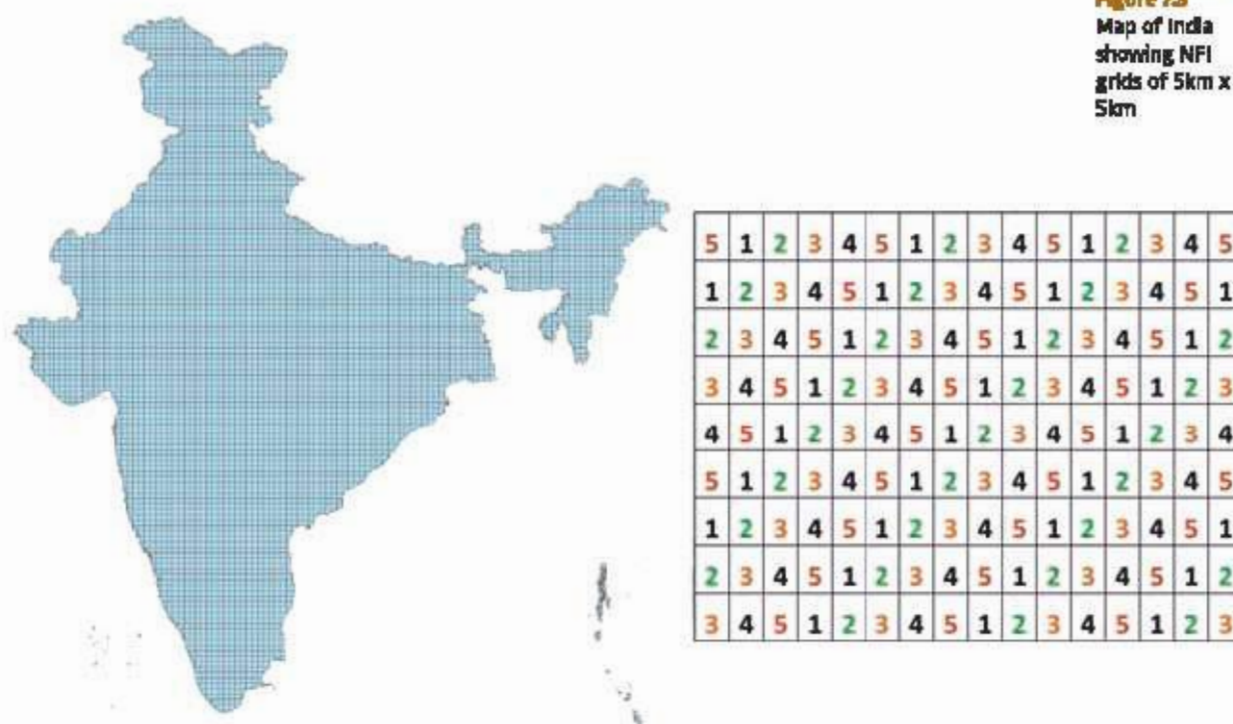 Map of India
showing NFI
grids of 5km x
5km
5 1 2 3 4 5 1 2 3 4 5 1 2 3 4 5
1 2 3 4 5 1 2 3 4 5 1 2 3 4 5 1
2 3 4 5 1 2 3 4 5 1 2 3 4 5 1 2
3 4 5 1 2 3 4 5 1 2 3 4 5 1 2 3
4 5 1 2 3 4 5 1 2 3 4 5 1 2 3 4
5 1 2 3 4 5 1 2 3 4 5 1 2 3 4 5
1 2 3 4 5 1 2 3 4 5 1 2 3 4 5 1
2 3 4 5 1 2 3 4 5 1 2 3 4 5 1 2
3 4 5 1 2 3 4 5 1 2 3 4 5 1 2 3